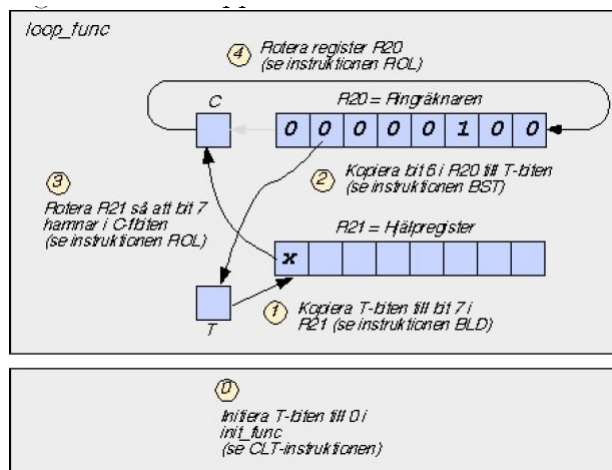 loop_func
4 Rotera register R20
(se instruktionen ROL)
C
R20 = Ringräknaren
0 0 0 0 0 1 0 0
2 Kopiera bit 6 i R20 till T-biten
(se instruktionen BST)
3
Rotera R21 så att bit 7
hamnar i C-biten
(se instruktionen ROL)
R21 = Hjälpregister
x
T
1 Kopiera T-biten till bit 7 i
R21 (se instruktionen BLD)
0
Initiera T-biten till 0 i
init_func
(se CLT-instruktionen)